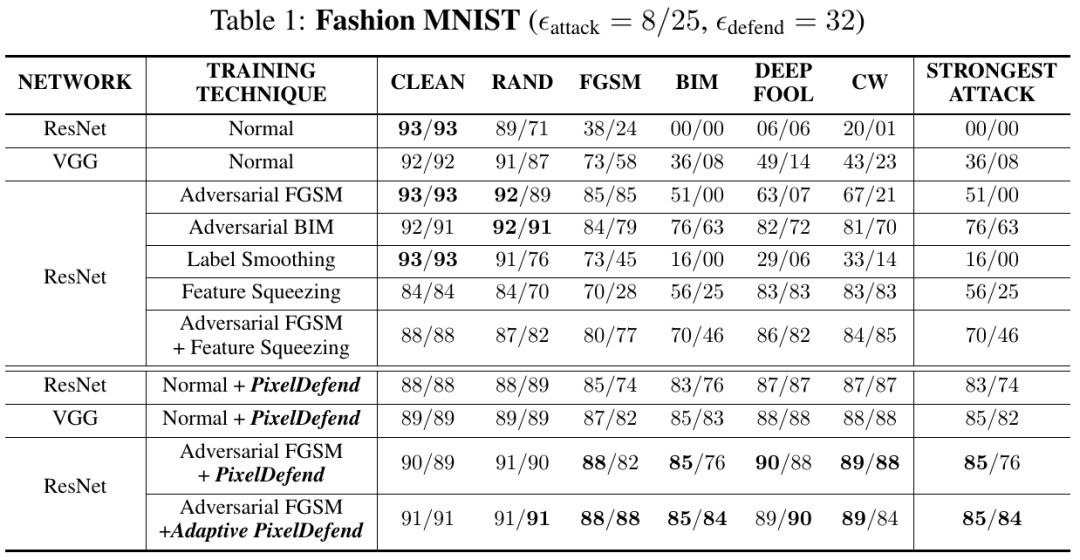 Table 1: Fashion MNIST (ϵattack = 8/25, ϵdefend = 32)
NETWORK TRAINING TECHNIQUE CLEAN RAND FGSM BIM DEEP FOOL CW STRONGEST ATTACK
ResNet Normal 93/93 89/71 38/24 00/00 06/06 20/01 00/00
VGG Normal 92/92 91/87 73/58 36/08 49/14 43/23 36/08
ResNet
Adversarial FGSM 93/93 92/89 85/85 51/00 63/07 67/21 51/00
Adversarial BIM 92/91 92/91 84/79 76/63 82/72 81/70 76/63
Label Smoothing 93/93 91/76 73/45 16/00 29/06 33/14 16/00
Feature Squeezing 84/84 84/70 70/28 56/25 83/83 83/83 56/25
Adversarial FGSM
+ Feature Squeezing 88/88 87/82 80/77 70/46 86/82 84/85 70/46
ResNet Normal + PixelDefend 88/88 88/89 85/74 83/76 87/87 87/87 83/74
VGG Normal + PixelDefend 89/89 89/89 87/82 85/83 88/88 88/88 85/82
ResNet
Adversarial FGSM
+ PixelDefend 90/89 91/90 88/82 85/76 90/88 89/88 85/76
Adversarial FGSM
+Adaptive PixelDefend 91/91 91/91 88/88 85/84 89/90 89/84 85/84